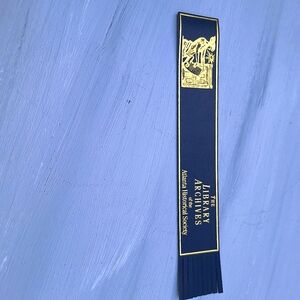 THE
LIBRARY
ARCHIVES
of the
Atlanta Historical Society